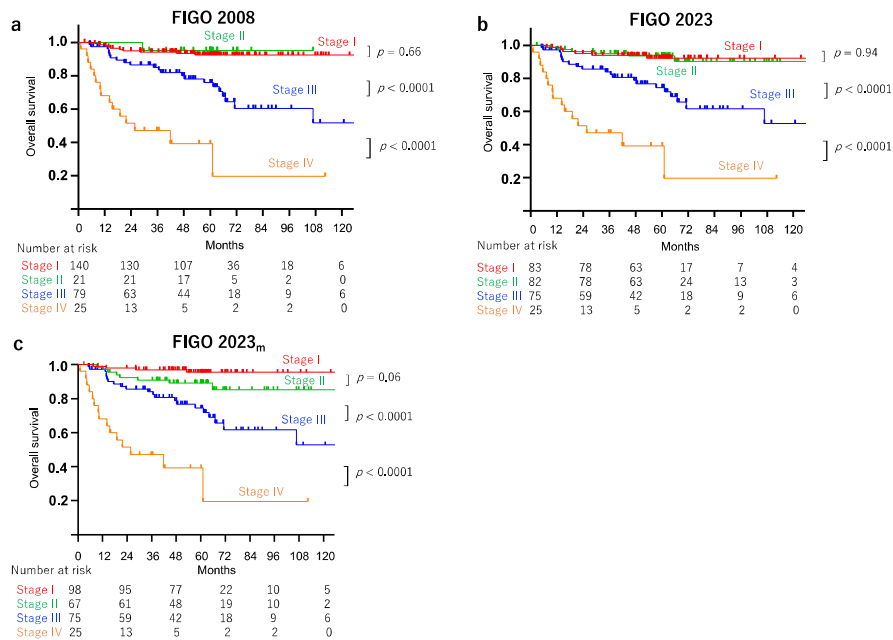 a
FIGO 2008
Overall survival
1.0
0.8
0.6
0.4
0.2
Stage II
Stage I
Stage III
Stage IV
p = 0.66
p < 0.0001
p < 0.0001
0 12 24 36 48 60 72 84 96 108 120
Months
Number at risk
Stage I 140 130 107 36 18 6
Stage II 21 21 17 5 2 0
Stage III 79 63 44 18 9 6
Stage IV 25 13 5 2 2 0
b
FIGO 2023
Overall survival
1.0
0.8
0.6
0.4
0.2
Stage I
Stage II
Stage III
Stage IV
p = 0.94
p < 0.0001
p < 0.0001
0 12 24 36 48 60 72 84 96 108 120
Months
Number at risk
Stage I 83 78 63 17 7 4
Stage II 82 78 63 24 13 3
Stage III 75 59 42 18 9 6
Stage IV 25 13 5 2 2 0
c
FIGO 2023m
Overall survival
1.0
0.8
0.6
0.4
0.2
Stage I
Stage II
Stage III
Stage IV
p = 0.06
p < 0.0001
p < 0.0001
0 12 24 36 48 60 72 84 96 108 120
Months
Number at risk
Stage I 98 95 77 22 10 5
Stage II 67 61 48 19 10 2
Stage III 75 59 42 18 9 6
Stage IV 25 13 5 2 2 0